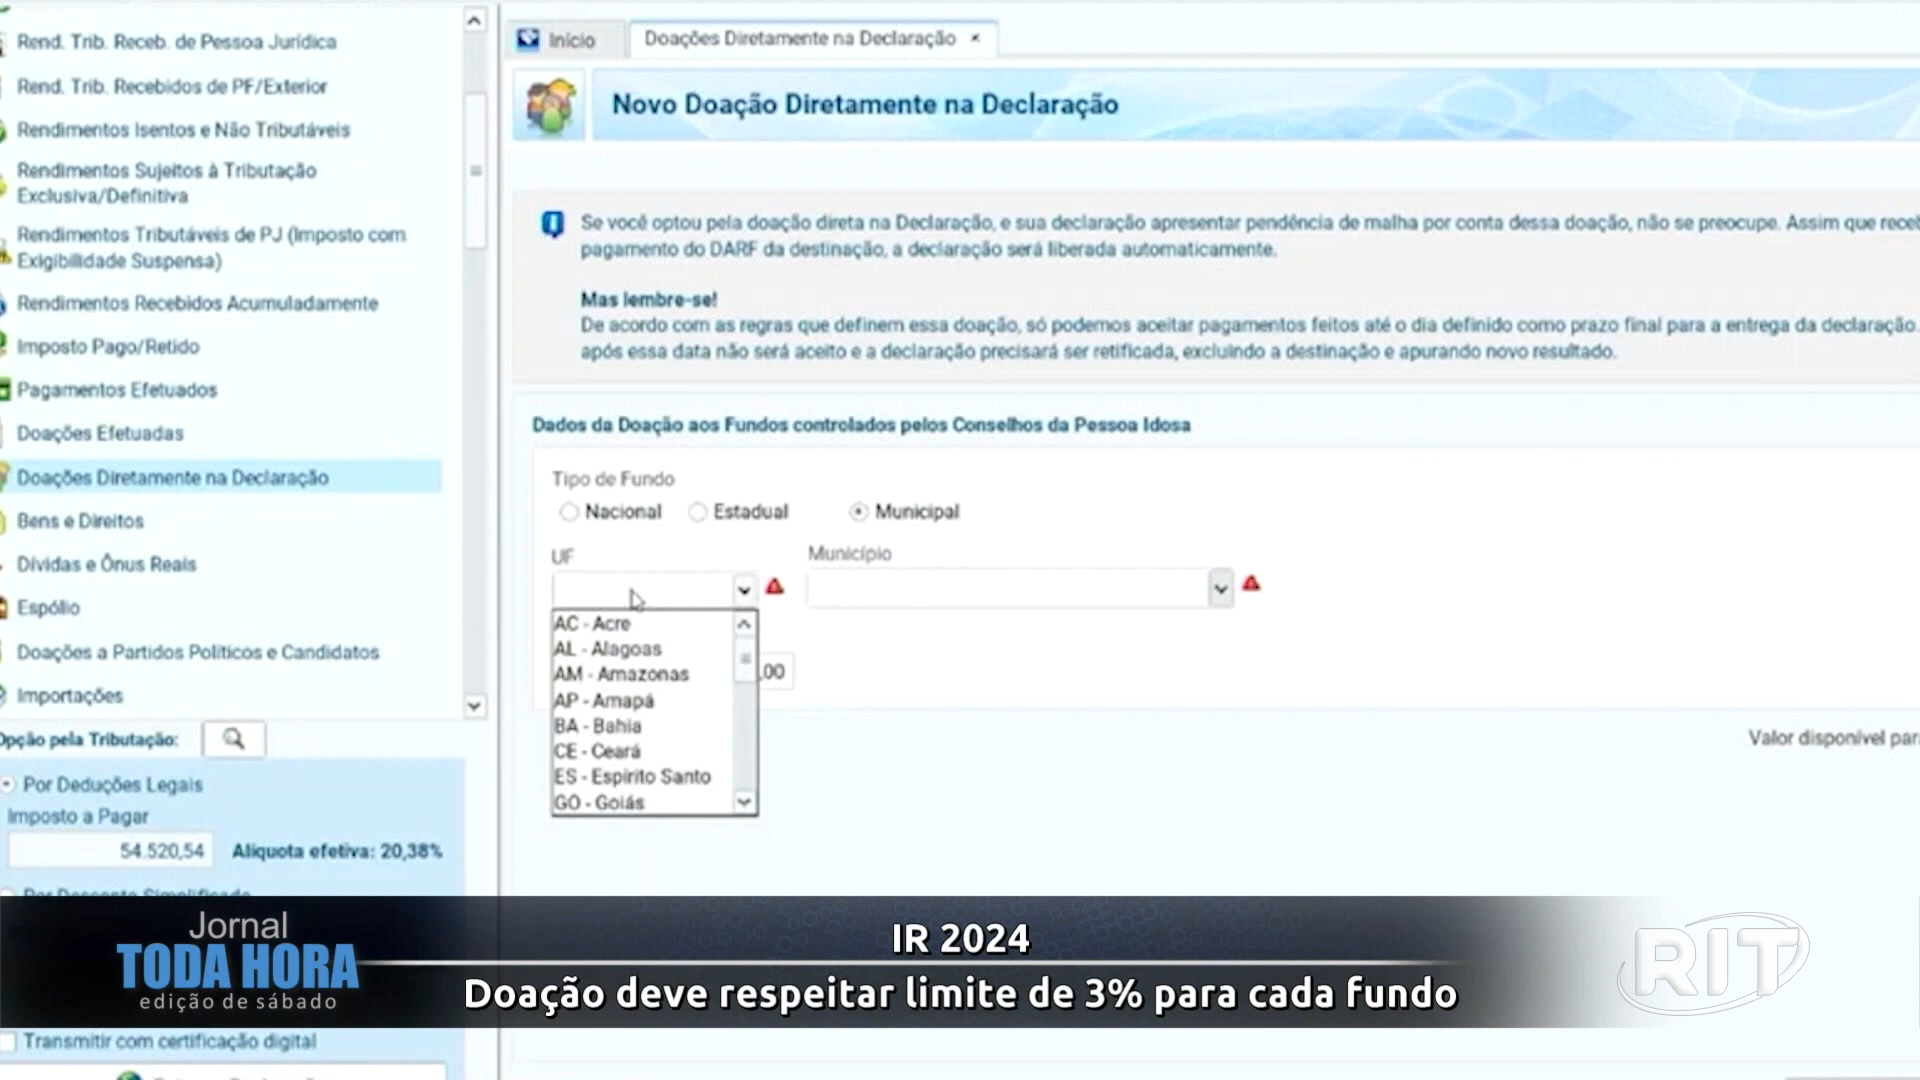 Rend. Trib. Receb. de Pessoa Jurídica
Rend. Trib. Recebidos de PF/Exterior
Rendimentos Isentos e Não Tributáveis
Rendimentos Sujeitos à Tributação
Exclusiva/Definitiva
Rendimentos Tributáveis de PJ (Imposto com
Exigibilidade Suspensa)
Rendimentos Recebidos Acumuladamente
Imposto Pago/Retido
Pagamentos Efetuados
Doações Efetuadas
Doações Diretamente na Declaração
Bens e Direitos
Dívidas e Ônus Reais
Espólio
Doações a Partidos Políticos e Candidatos
Importações
Opção pela Tributação:
Por Deduções Legais
Imposto a Pagar
54.520,54 Alíquota efetiva: 20,38%
Por Desconto Simplificado
Transmitir com certificação digital
Início
Doações Diretamente na Declaração ×
Novo Doação Diretamente na Declaração
Se você optou pela doação direta na Declaração, e sua declaração apresentar pendência de malha por conta dessa doação, não se preocupe. Assim que
pagamento do DARF da destinação, a declaração será liberada automaticamente.
Mas lembre-se!
De acordo com as regras que definem essa doação, só podemos aceitar pagamentos feitos até o dia definido como prazo final para a entrega da declaração.
após essa data não será aceito e a declaração precisará ser retificada, excluindo a destinação e apurando novo resultado.
Dados da Doação aos Fundos controlados pelos Conselhos da Pessoa Idosa
Tipo de Fundo
Nacional Estadual Municipal
UF Município
AC - Acre
AL - Alagoas
AM - Amazonas
AP - Amapá
BA - Bahia
CE - Ceará
ES - Espírito Santo
GO - Goiás
,00
Valor disponível
Jornal
TODA HORA
edição de sábado
IR 2024
Doação deve respeitar limite de 3% para cada fundo
RIT